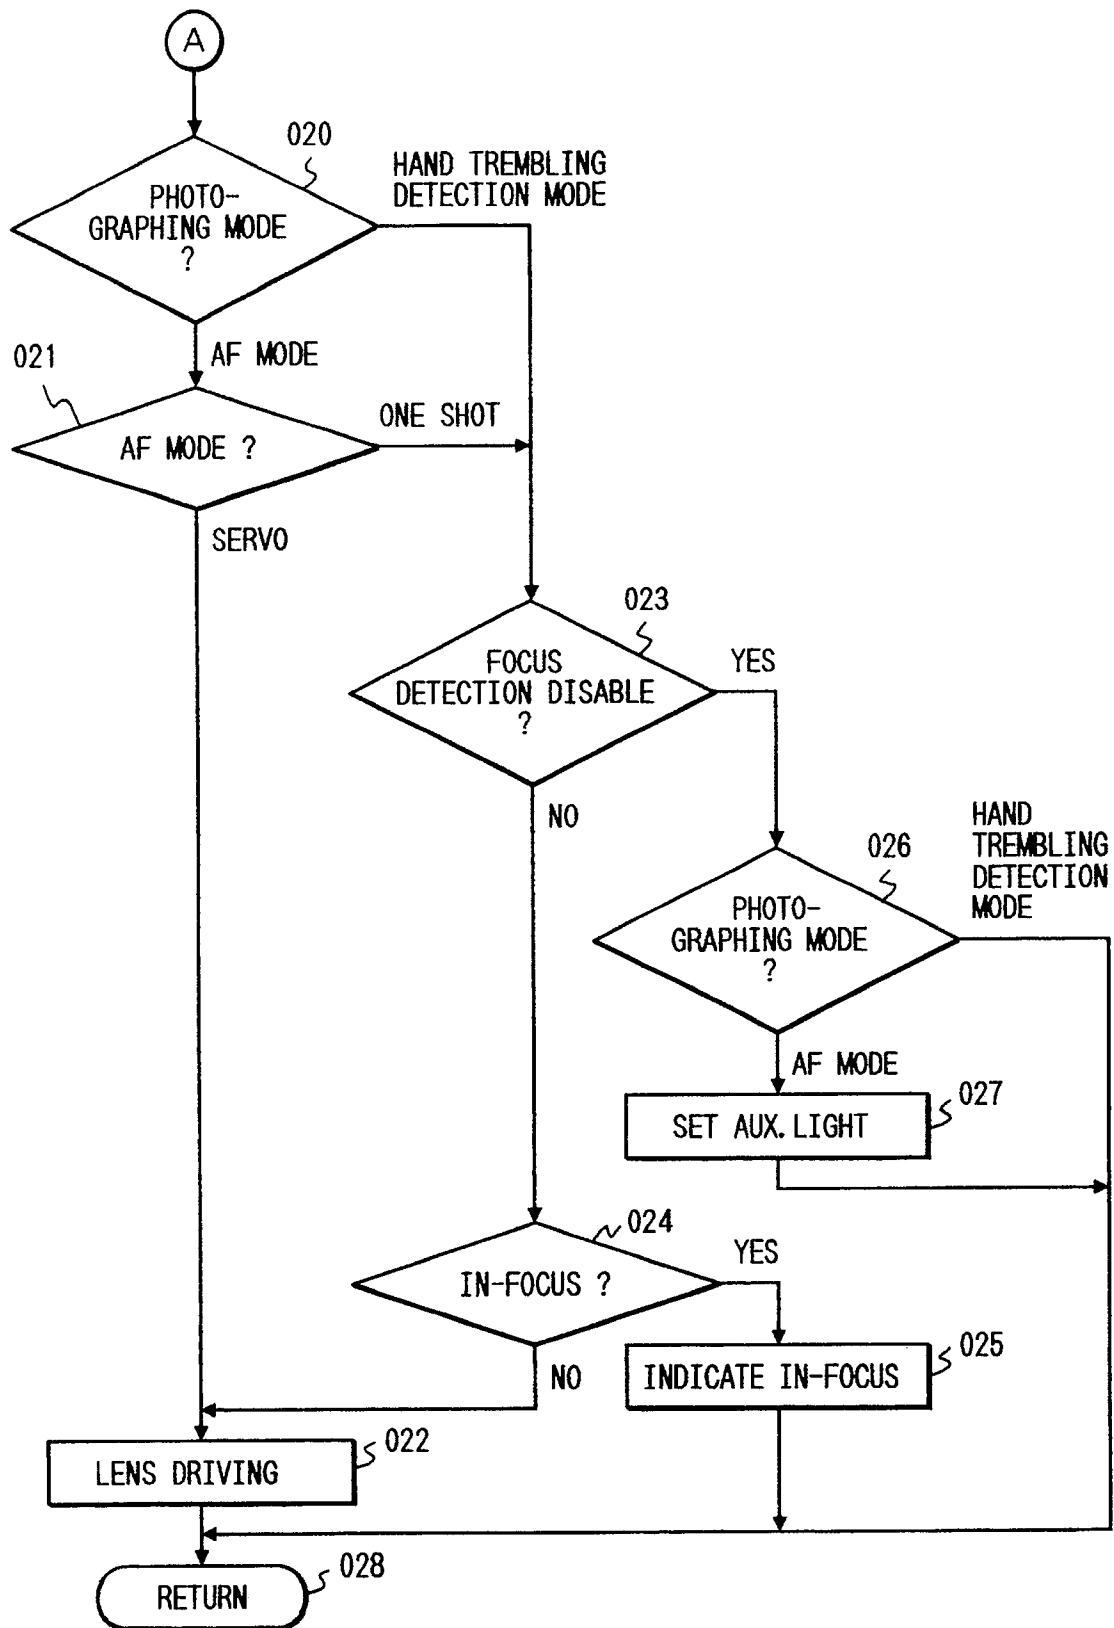 A
020
HAND TREMBLING
DETECTION MODE
PHOTO-
GRAPHING MODE
?
021
AF MODE
ONE SHOT
AF MODE ?
SERVO
023
FOCUS
DETECTION DISABLE
?
YES
NO
HAND
TREMBLING
DETECTION
MODE
026
PHOTO-
GRAPHING MODE
?
AF MODE
027
SET AUX.LIGHT
024
YES
IN-FOCUS ?
NO
025
INDICATE IN-FOCUS
022
LENS DRIVING
028
RETURN